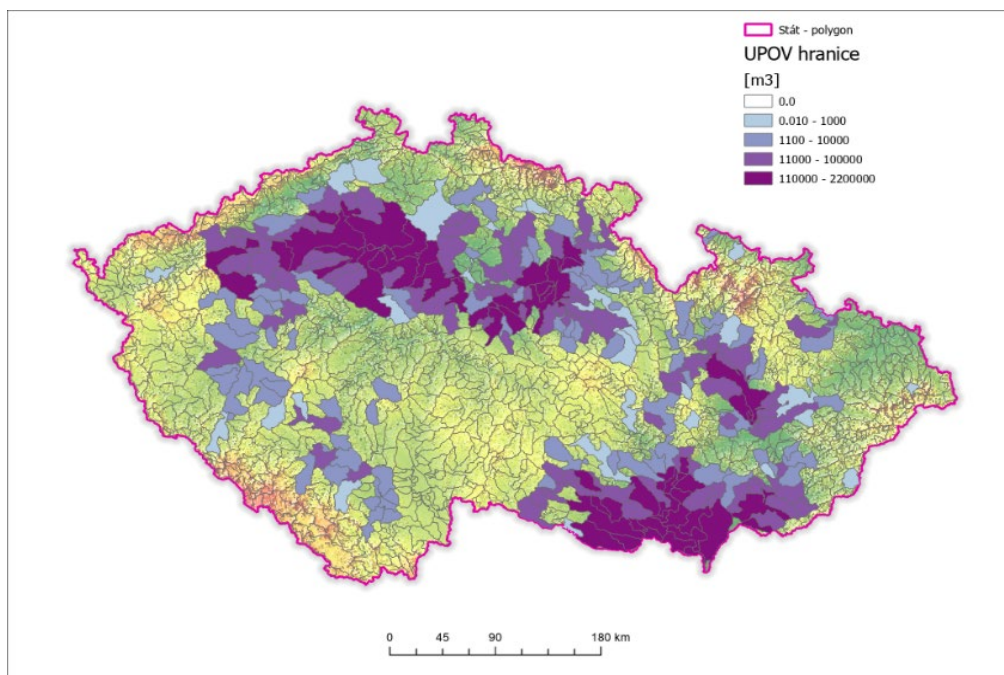 Stát - polygon
UPOV hranice
[m3]
0.0
0.010 - 1000
1100 - 10000
11000 - 100000
110000 - 2200000
0 45 90 180 km